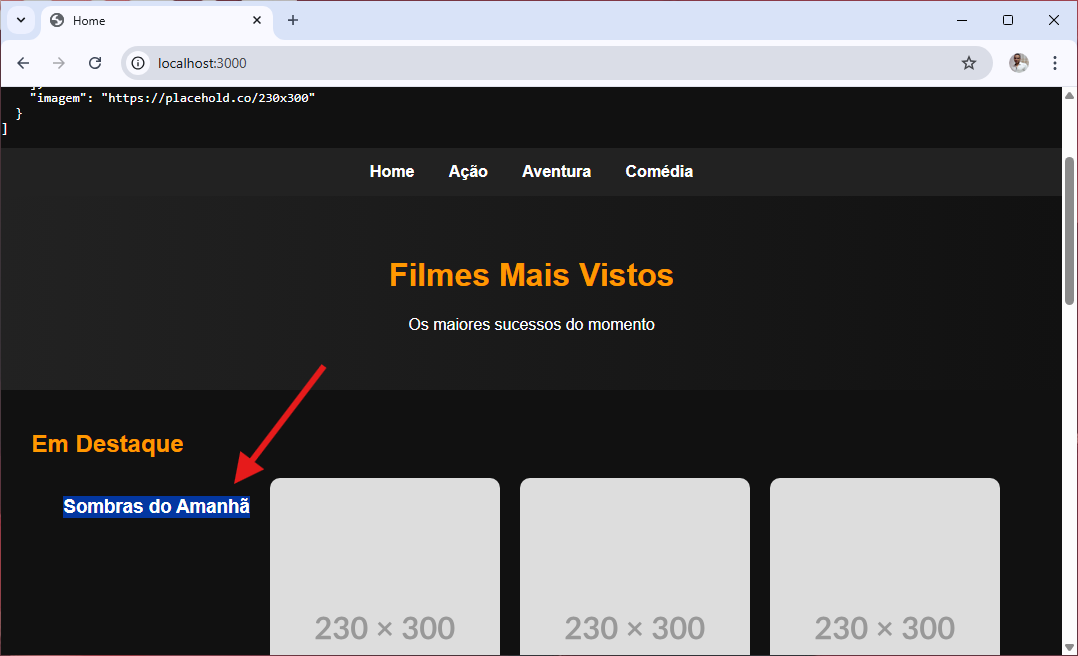 Home
localhost:3000
"imagem": "https://placehold.co/230x300"
}
]
Home Ação Aventura Comédia
Filmes Mais Vistos
Os maiores sucessos do momento
Em Destaque
Sombras do Amanhã
230 × 300 230 × 300 230 × 300